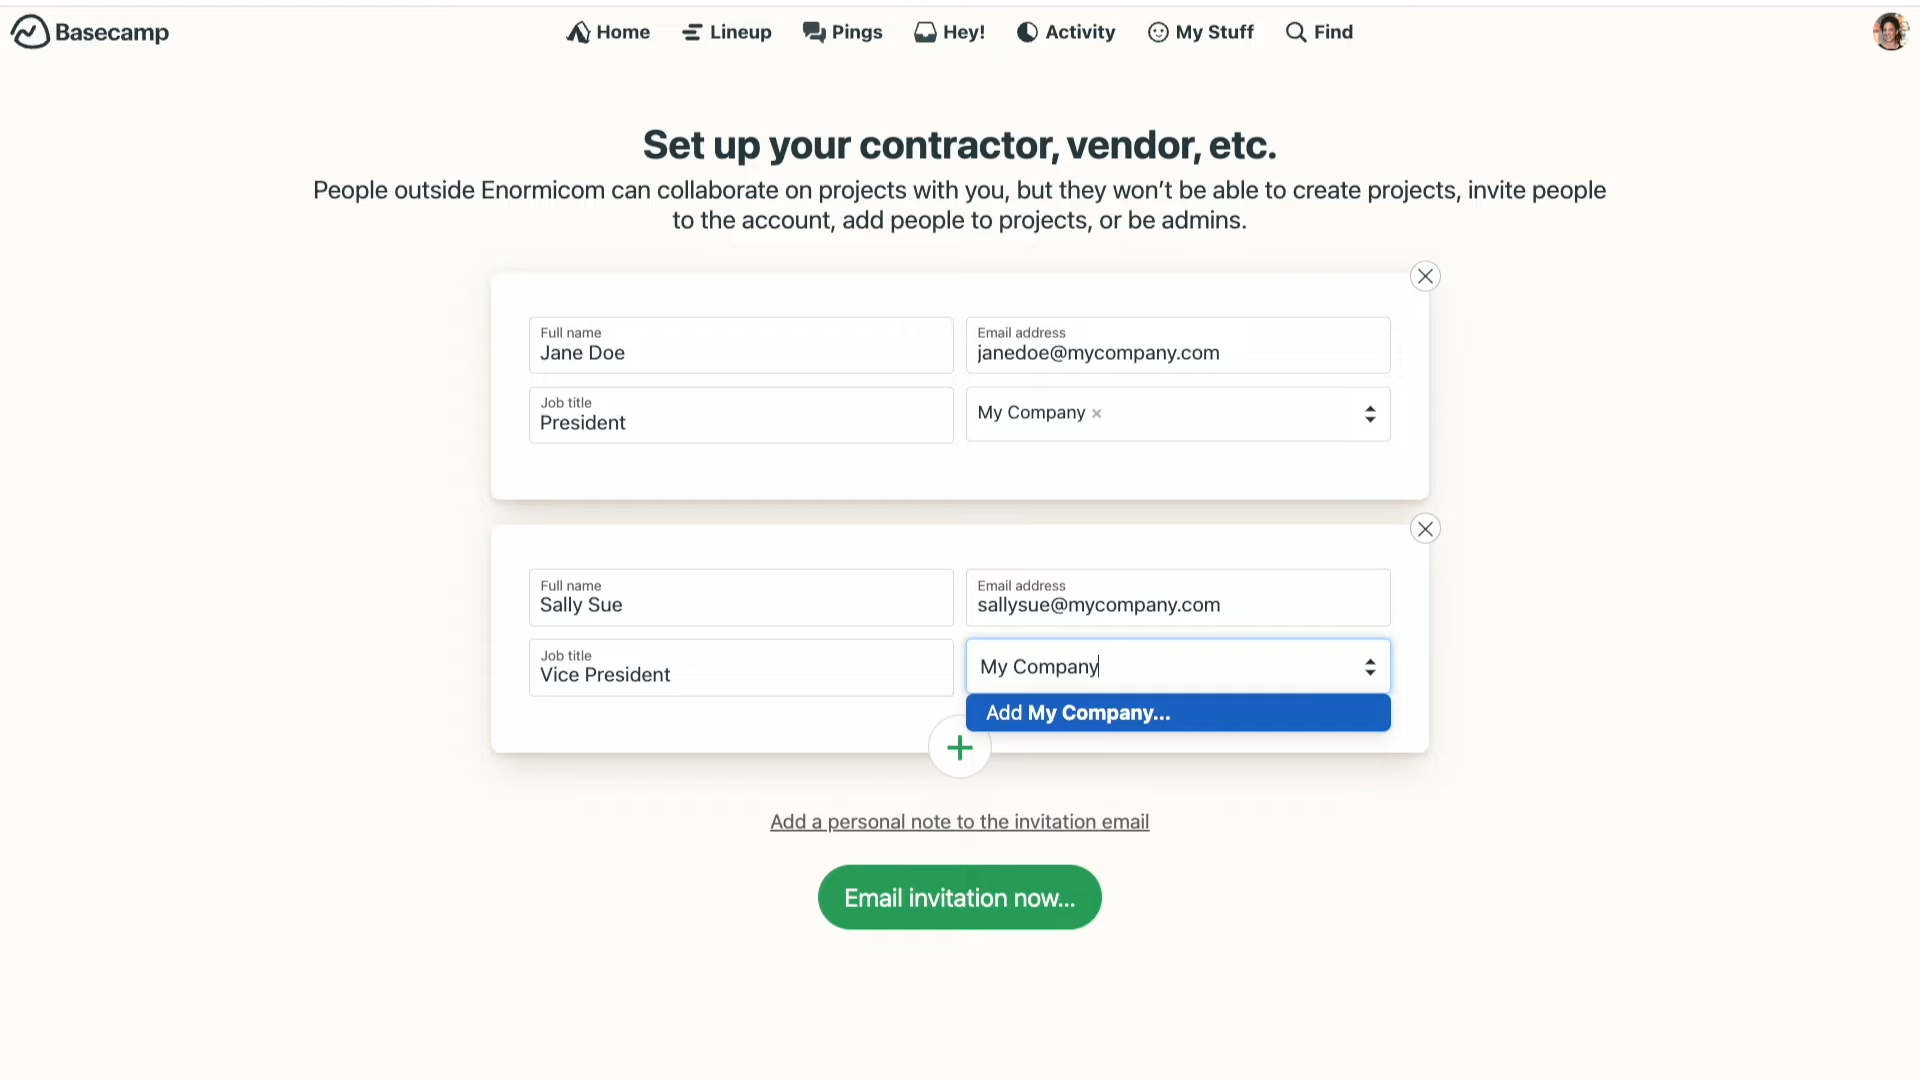 Basecamp
Home Lineup Pings Hey! Activity My Stuff Find
Set up your contractor, vendor, etc.
People outside Enormicom can collaborate on projects with you, but they won’t be able to create projects, invite people
to the account, add people to projects, or be admins.
Full name
Jane Doe
Email address
janedoe@mycompany.com
Job title
President
My Company ×
Full name
Sally Sue
Email address
sallysue@mycompany.com
Job title
Vice President
My Company
Add My Company...
Add a personal note to the invitation email
Email invitation now...